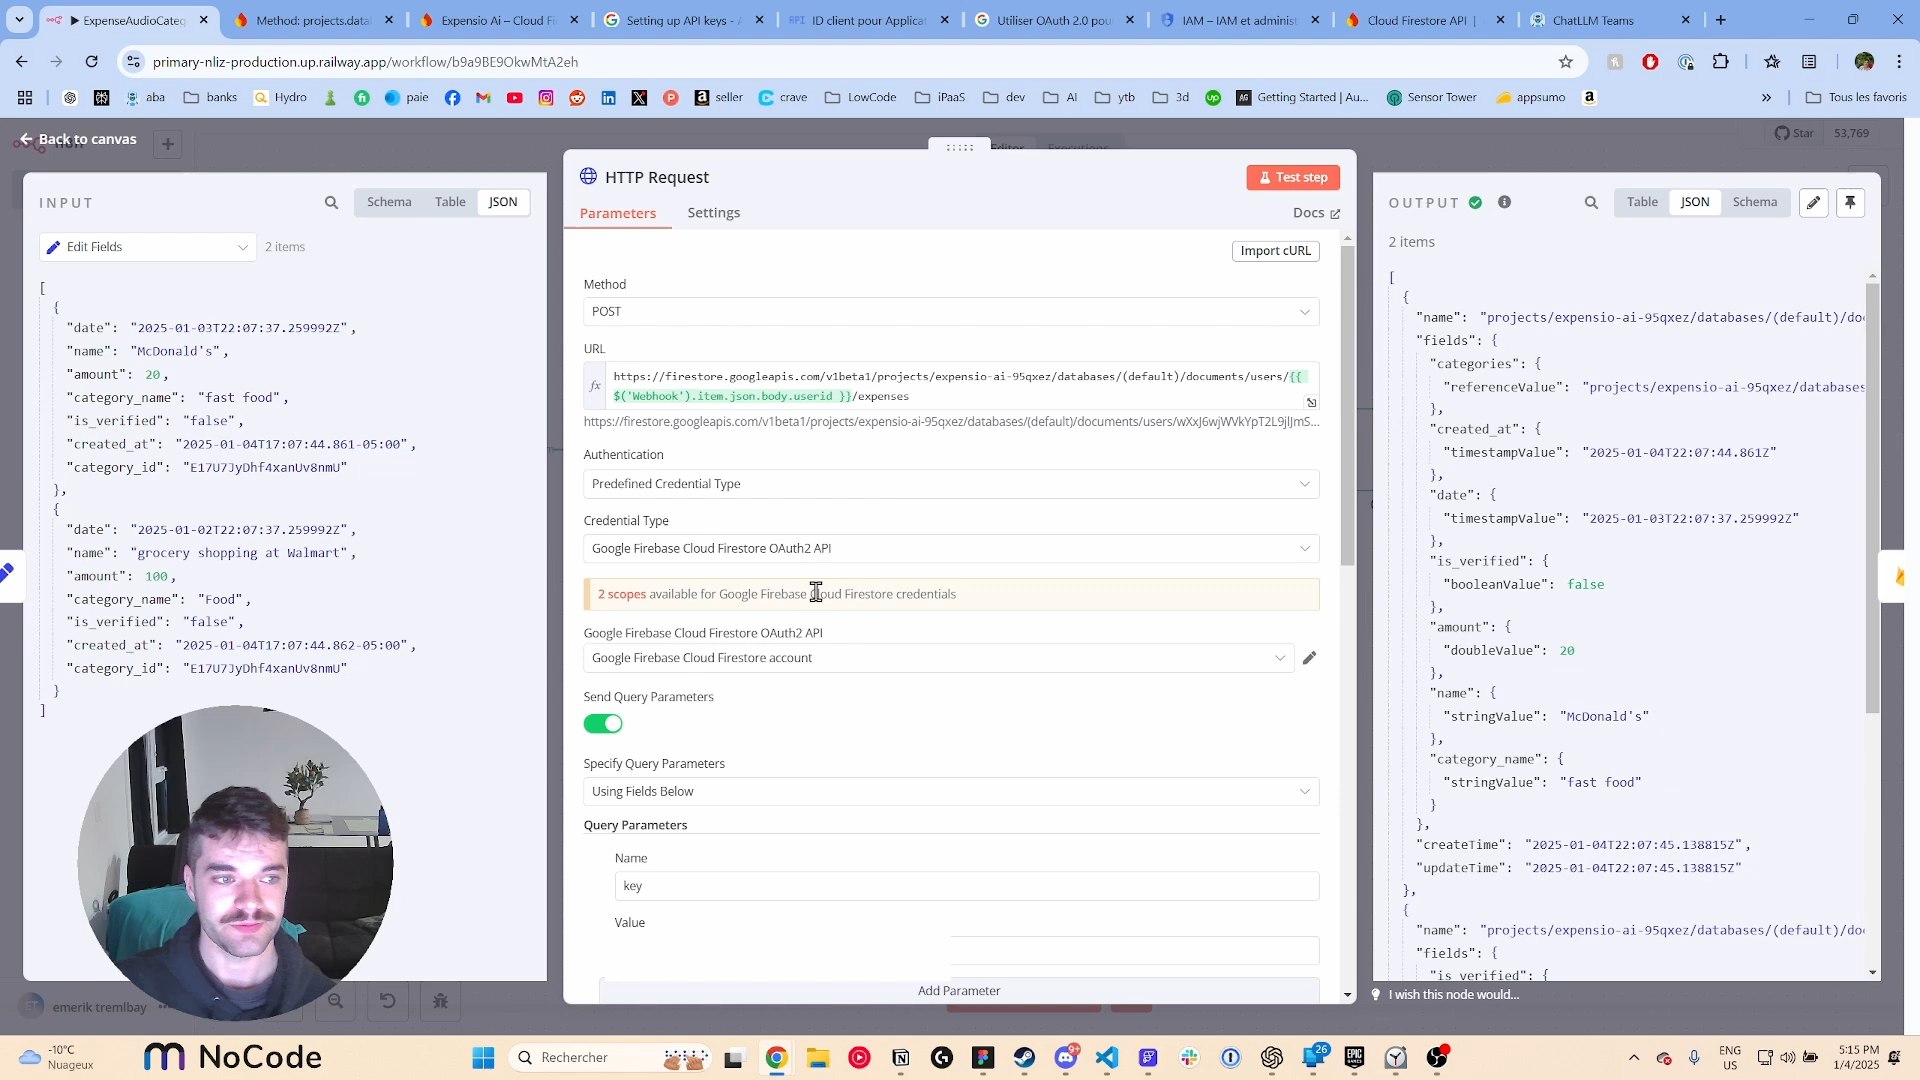 ExpenseAudioCateg
Method: projects.data
Expensio Ai – Cloud Fi
Setting up API keys - A
API
ID client pour Applicat
Utiliser OAuth 2.0 pou
IAM – IAM et administ
Cloud Firestore API |
ChatLLM Teams
primary-nliz-production.up.railway.app/workflow/b9a9BE9OkwMtA2eh
aba
banks
Hydro
paie
seller
crave
LowCode
iPaaS
dev
AI
ytb
3d
up
AG
Getting Started | Au...
Sensor Tower
appsumo
Tous les favoris
Back to canvas
Editor
Executions
Star
53,769
INPUT
Schema
Table
JSON
Edit Fields
2 items
[
{
"date": "2025-01-03T22:07:37.259992Z",
"name": "McDonald's",
"amount": 20,
"category_name": "fast food",
"is_verified": "false",
"created_at": "2025-01-04T17:07:44.861-05:00",
"category_id": "E17U7JyDhf4xanUv8nmU"
},
{
"date": "2025-01-02T22:07:37.259992Z",
"name": "grocery shopping at Walmart",
"amount": 100,
"category_name": "Food",
"is_verified": "false",
"created_at": "2025-01-04T17:07:44.862-05:00",
"category_id": "E17U7JyDhf4xanUv8nmU"
}
]
HTTP Request
Test step
Parameters
Settings
Docs
Import cURL
Method
POST
URL
fx
https://firestore.googleapis.com/v1beta1/projects/expensio-ai-95qxez/databases/(default)/documents/users/{{
$('Webhook').item.json.body.userid }}/expenses
https://firestore.googleapis.com/v1beta1/projects/expensio-ai-95qxez/databases/(default)/documents/users/wXxJ6wjWVkYpT2L9jlJmS...
Authentication
Predefined Credential Type
Credential Type
Google Firebase Cloud Firestore OAuth2 API
2 scopes available for Google Firebase Cloud Firestore credentials
Google Firebase Cloud Firestore OAuth2 API
Google Firebase Cloud Firestore account
Send Query Parameters
Specify Query Parameters
Using Fields Below
Query Parameters
Name
key
Value
Add Parameter
OUTPUT
Table
JSON
Schema
2 items
[
{
"name": "projects/expensio-ai-95qxez/databases/(default)/do
"fields": {
"categories": {
"referenceValue": "projects/expensio-ai-95qxez/databases
},
"created_at": {
"timestampValue": "2025-01-04T22:07:44.861Z"
},
"date": {
"timestampValue": "2025-01-03T22:07:37.259992Z"
},
"is_verified": {
"booleanValue": false
},
"amount": {
"doubleValue": 20
},
"name": {
"stringValue": "McDonald's"
},
"category_name": {
"stringValue": "fast food"
}
},
"createTime": "2025-01-04T22:07:45.138815Z",
"updateTime": "2025-01-04T22:07:45.138815Z"
},
{
"name": "projects/expensio-ai-95qxez/databases/(default)/do
"fields": {
"is_verified": {
I wish this node would...
ET
emerik tremlbay
-10°C
Nuageux
NoCode
Rechercher
9+
26
ENG
US
5:15 PM
1/4/2025